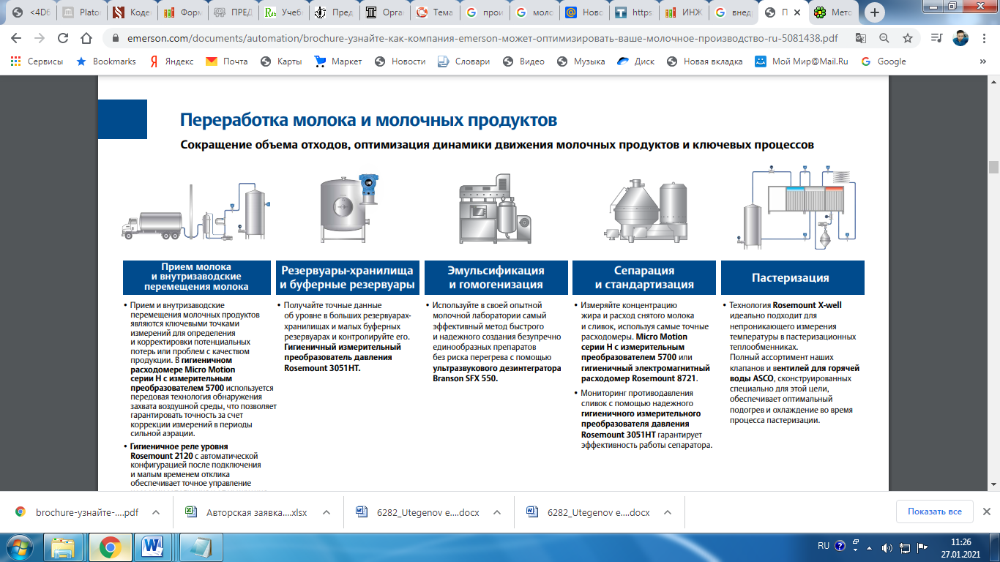 <4D6
Plato
Коде
Форм
ПРЕД
Учеб
Пред
Орга
Тема
прои
моло
Ново
https
ИНЖ
внед
П
Мето
emerson.com/documents/automation/brochure-узнайте-как-компания-emerson-может-оптимизировать-ваше-молочное-производство-ru-5081438.pdf
Сервисы
Bookmarks
Яндекс
Почта
Карты
Маркет
Новости
Словари
Видео
Музыка
Диск
Новая вкладка
Мой Мир@Mail.Ru
Google
»
Переработка молока и молочных продуктов
Сокращение объема отходов, оптимизация динамики движения молочных продуктов и ключевых процессов
Прием молока
и внутризаводские
перемещения молока
• Прием и внутризаводские
перемещения молочных продуктов
являются ключевыми точками
измерений для определения
и корректировки потенциальных
потерь или проблем с качеством
продукции. В гигиеничном
расходомере Micro Motion
серии H с измерительным
преобразователем 5700 используется
передовая технология обнаружения
захвата воздушной среды, что позволяет
гарантировать точность за счет
коррекции измерений в периоды
сильной аэрации.
• Гигиеничное реле уровня
Rosemount 2120 с автоматической
конфигурацией после подключения
и малым временем отклика
обеспечивает точное управление
Резервуары-хранилища
и буферные резервуары
• Получайте точные данные
об уровне в больших резервуарах-
хранилищах и малых буферных
резервуарах и контролируйте его.
Гигиеничный измерительный
преобразователь давления
Rosemount 3051HT.
Эмульсификация
и гомогенизация
• Используйте в своей опытной
молочной лаборатории самый
эффективный метод быстрого
и надежного создания безупречно
единообразных препаратов
без риска перегрева с помощью
ультразвукового дезинтегратора
Branson SFX 550.
Сепарация
и стандартизация
• Измеряйте концентрацию
жира и расход снятого молока
и сливок, используя самые точные
расходомеры. Micro Motion
серии H с измерительным
преобразователем 5700 или
гигиеничный электромагнитный
расходомер Rosemount 8721.
• Мониторинг противодавления
сливок с помощью надежного
гигиеничного измерительного
преобразователя давления
Rosemount 3051HT гарантирует
эффективность работы сепаратора.
Пастеризация
• Технология Rosemount X-well
идеально подходит для
непроникающего измерения
температуры в пастеризационных
теплообменниках.
Полный ассортимент наших
клапанов и вентилей для горячей
воды ASCO, сконструированных
специально для этой цели,
обеспечивает оптимальный
подогрев и охлаждение во время
процесса пастеризации.
brochure-узнайте-....pdf
Авторская заявка....xlsx
6282_Utegenov e....docx
6282_Utegenov e....docx
Показать все
RU
11:26
27.01.2021